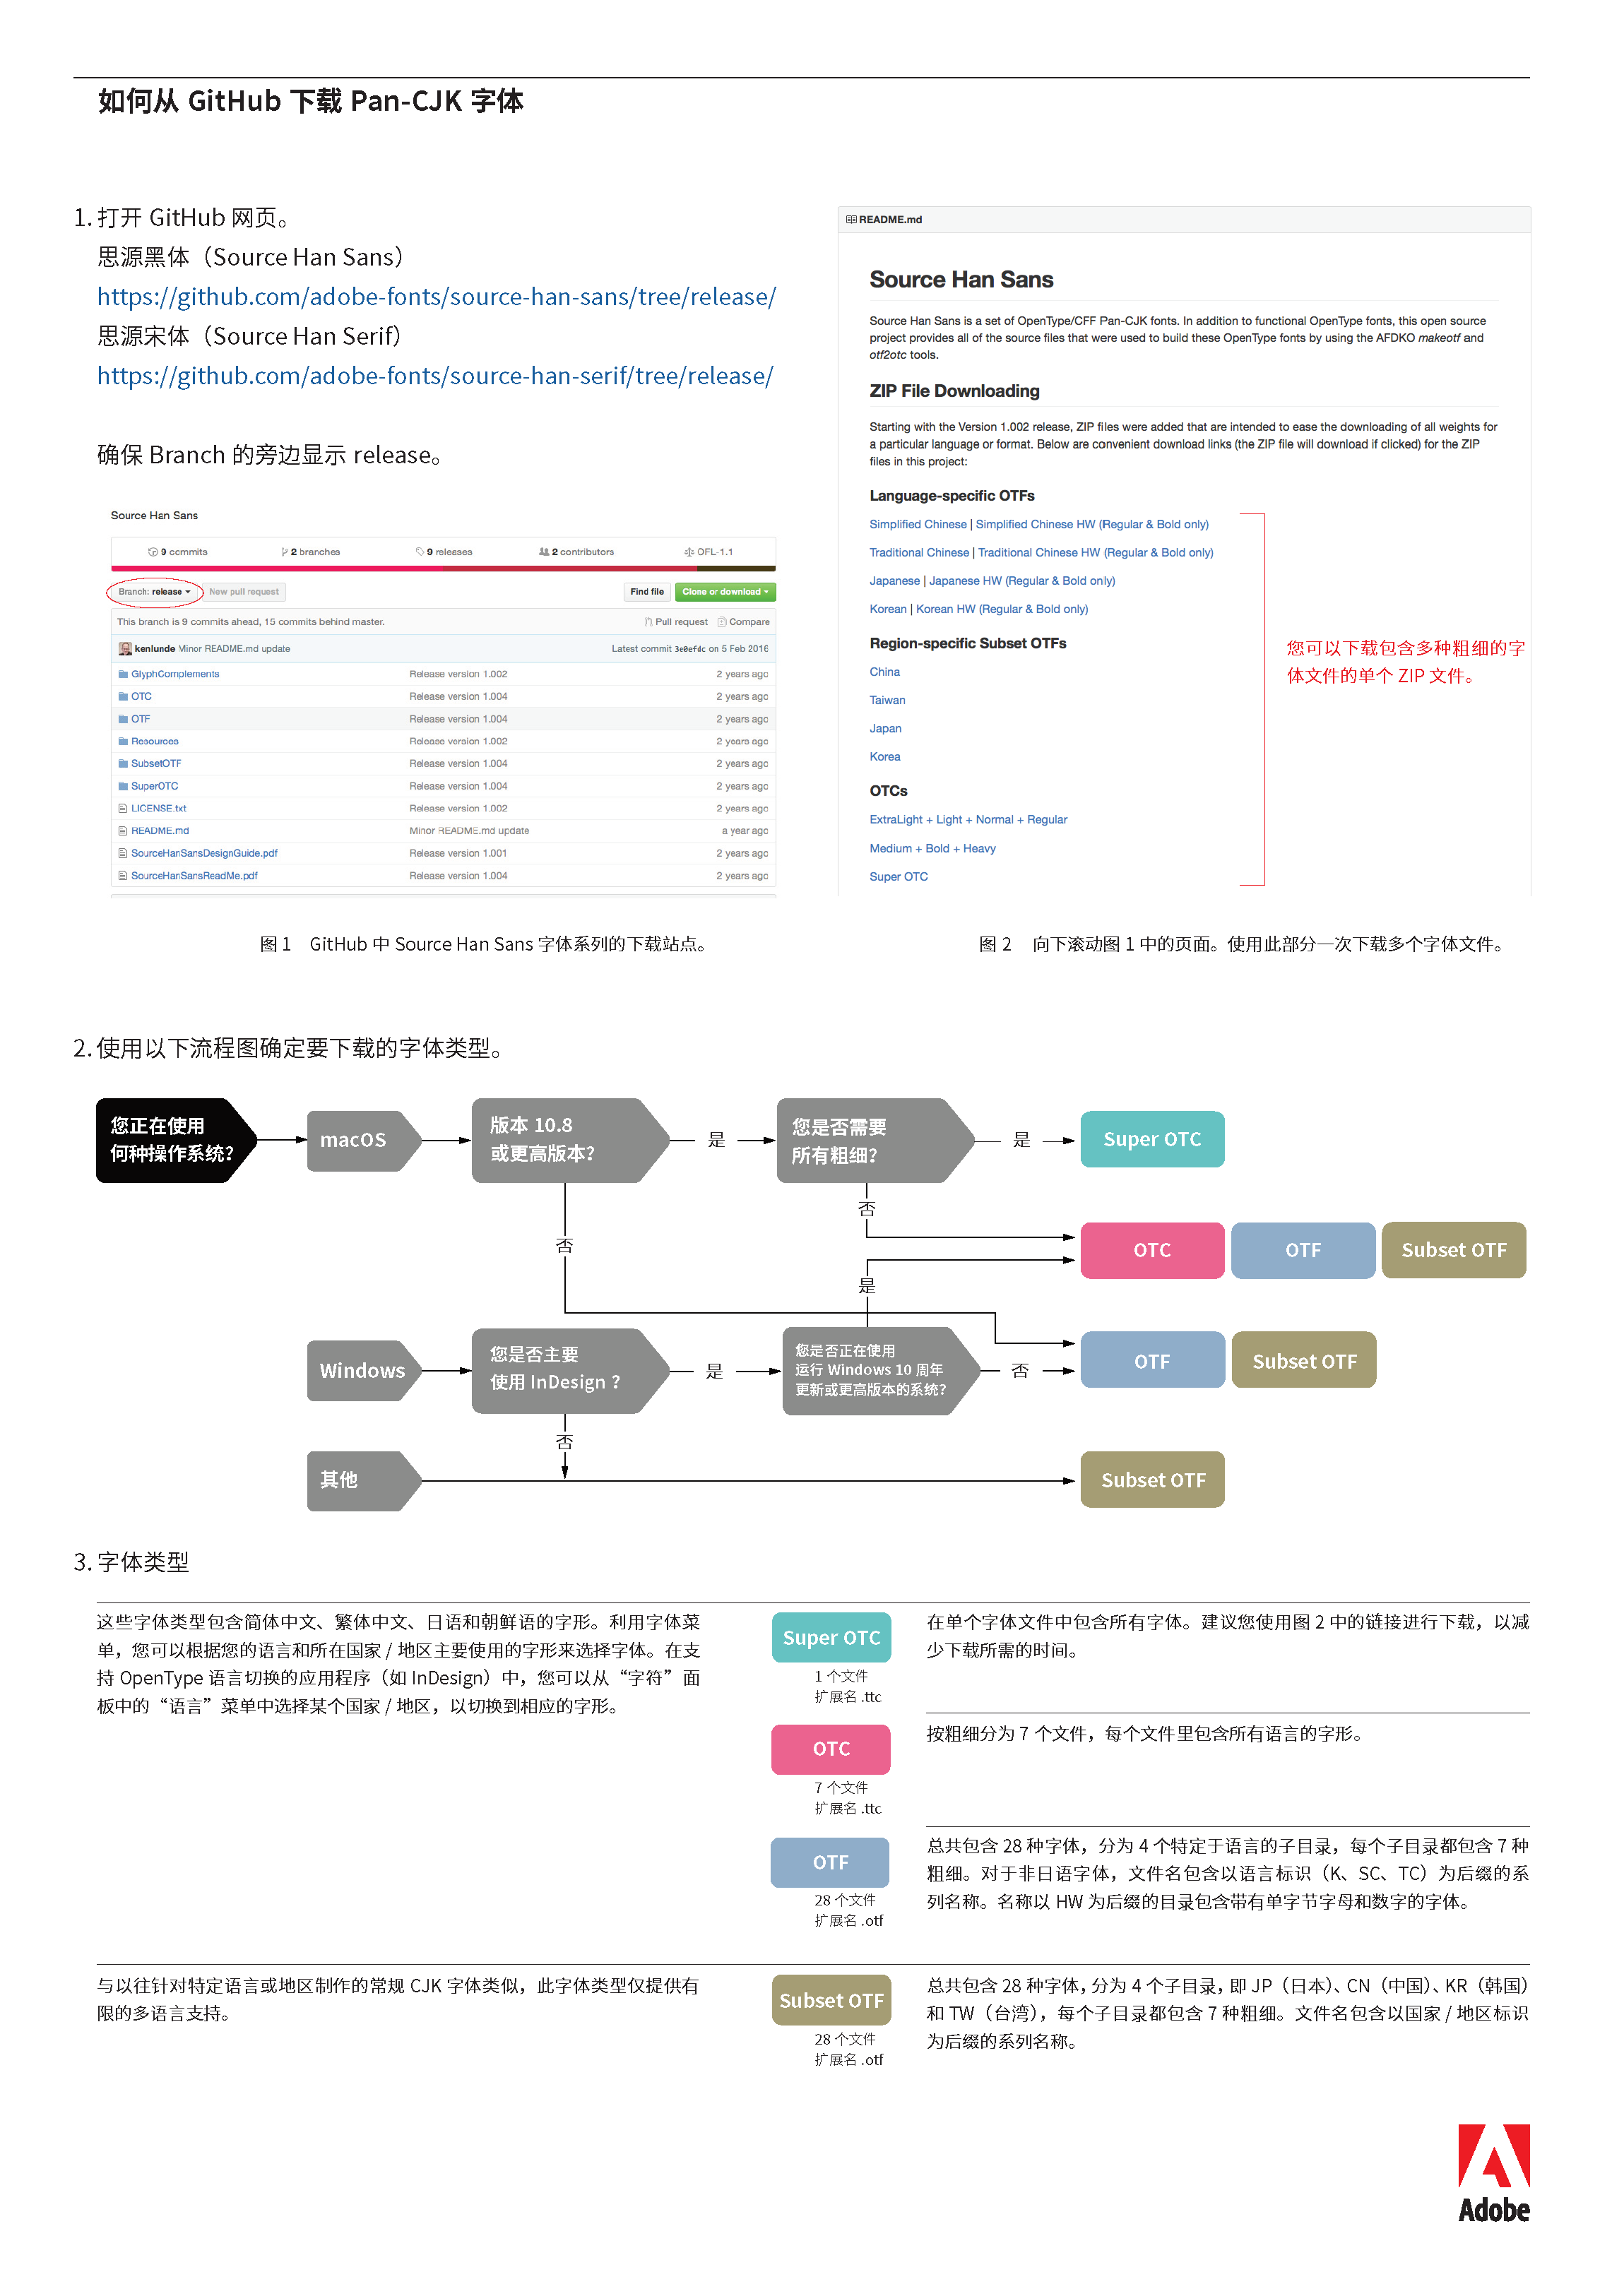 如何从 GitHub 下载 Pan-CJK 字体
1. 打开 GitHub 网页。
思源黑体（Source Han Sans）
https://github.com/adobe-fonts/source-han-sans/tree/release/
思源宋体（Source Han Serif）
https://github.com/adobe-fonts/source-han-serif/tree/release/
确保 Branch 的旁边显示 release。
Source Han Sans
9 commits 2 branches 9 releases 2 contributors OFL-1.1
Branch: release New pull request Find file Clone or download
This branch is 9 commits ahead, 15 commits behind master. Pull request Compare
kenlunde Minor README.md update Latest commit 3e0efdc on 5 Feb 2016
GlyphComplements Release version 1.002 2 years ago
OTC Release version 1.004 2 years ago
OTF Release version 1.004 2 years ago
Resources Release version 1.002 2 years ago
SubsetOTF Release version 1.004 2 years ago
SuperOTC Release version 1.004 2 years ago
LICENSE.txt Release version 1.002 2 years ago
README.md Minor README.md update a year ago
SourceHanSansDesignGuide.pdf Release version 1.001 2 years ago
SourceHanSansReadMe.pdf Release version 1.004 2 years ago
图 1 GitHub 中 Source Han Sans 字体系列的下载站点。
README.md
Source Han Sans
Source Han Sans is a set of OpenType/CFF Pan-CJK fonts. In addition to functional OpenType fonts, this open source
project provides all of the source files that were used to build these OpenType fonts by using the AFDKO makeotf and
otf2otc tools.
ZIP File Downloading
Starting with the Version 1.002 release, ZIP files were added that are intended to ease the downloading of all weights for
a particular language or format. Below are convenient download links (the ZIP file will download if clicked) for the ZIP
files in this project:
Language-specific OTFs
Simplified Chinese | Simplified Chinese HW (Regular & Bold only)
Traditional Chinese | Traditional Chinese HW (Regular & Bold only)
Japanese | Japanese HW (Regular & Bold only)
Korean | Korean HW (Regular & Bold only)
Region-specific Subset OTFs
China
Taiwan
Japan
Korea
OTCs
ExtraLight + Light + Normal + Regular
Medium + Bold + Heavy
Super OTC
您可以下载包含多种粗细的字
体文件的单个 ZIP 文件。
图 2 向下滚动图 1 中的页面。使用此部分一次下载多个字体文件。
2. 使用以下流程图确定要下载的字体类型。
您正在使用
何种操作系统？
macOS
版本 10.8
或更高版本？
是
您是否需要
所有粗细？
是
Super OTC
否
否
OTC
OTF
Subset OTF
是
Windows
您是否主要
使用 InDesign ？
是
您是否正在使用
运行 Windows 10 周年
更新或更高版本的系统？
否
OTF
Subset OTF
否
其他
Subset OTF
3. 字体类型
这些字体类型包含简体中文、繁体中文、日语和朝鲜语的字形。利用字体菜
单，您可以根据您的语言和所在国家 / 地区主要使用的字形来选择字体。在支
持 OpenType 语言切换的应用程序（如 InDesign）中，您可以从“字符”面
板中的“语言”菜单中选择某个国家 / 地区，以切换到相应的字形。
Super OTC
1 个文件
扩展名 .ttc
在单个字体文件中包含所有字体。建议您使用图 2 中的链接进行下载，以减
少下载所需的时间。
OTC
7 个文件
扩展名 .ttc
按粗细分为 7 个文件，每个文件里包含所有语言的字形。
OTF
28 个文件
扩展名 .otf
总共包含 28 种字体，分为 4 个特定于语言的子目录，每个子目录都包含 7 种
粗细。对于非日语字体，文件名包含以语言标识（K、SC、TC）为后缀的系
列名称。名称以 HW 为后缀的目录包含带有单字节字母和数字的字体。
与以往针对特定语言或地区制作的常规 CJK 字体类似，此字体类型仅提供有
限的多语言支持。
Subset OTF
28 个文件
扩展名 .otf
总共包含 28 种字体，分为 4 个子目录，即 JP（日本）、CN（中国）、KR（韩国）
和 TW（台湾），每个子目录都包含 7 种粗细。文件名包含以国家 / 地区标识
为后缀的系列名称。
Adobe